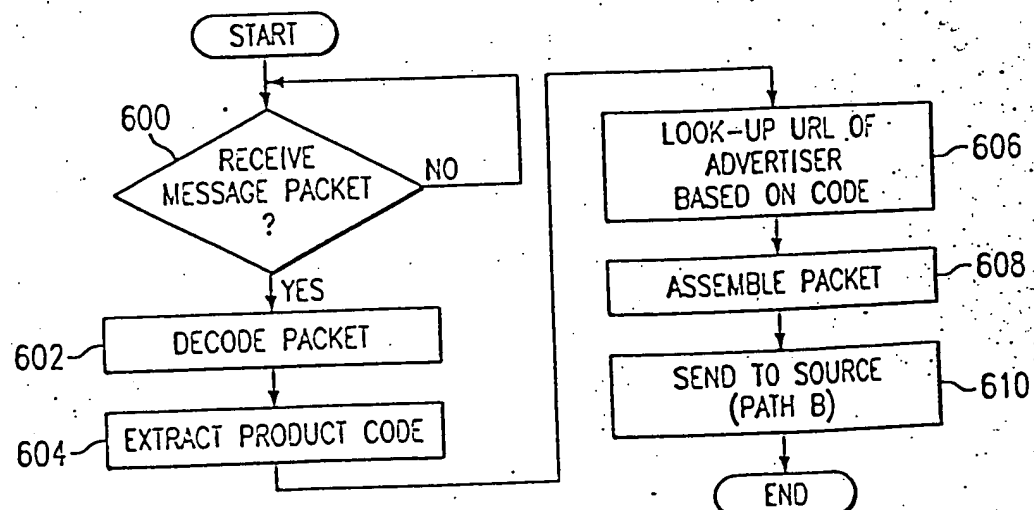 START
600
RECEIVE
MESSAGE PACKET
?
NO
YES
602
DECODE PACKET
604
EXTRACT PRODUCT CODE
LOOK-UP URL OF
ADVERTISER
BASED ON CODE
606
ASSEMBLE PACKET
608
SEND TO SOURCE
(PATH B)
610
END